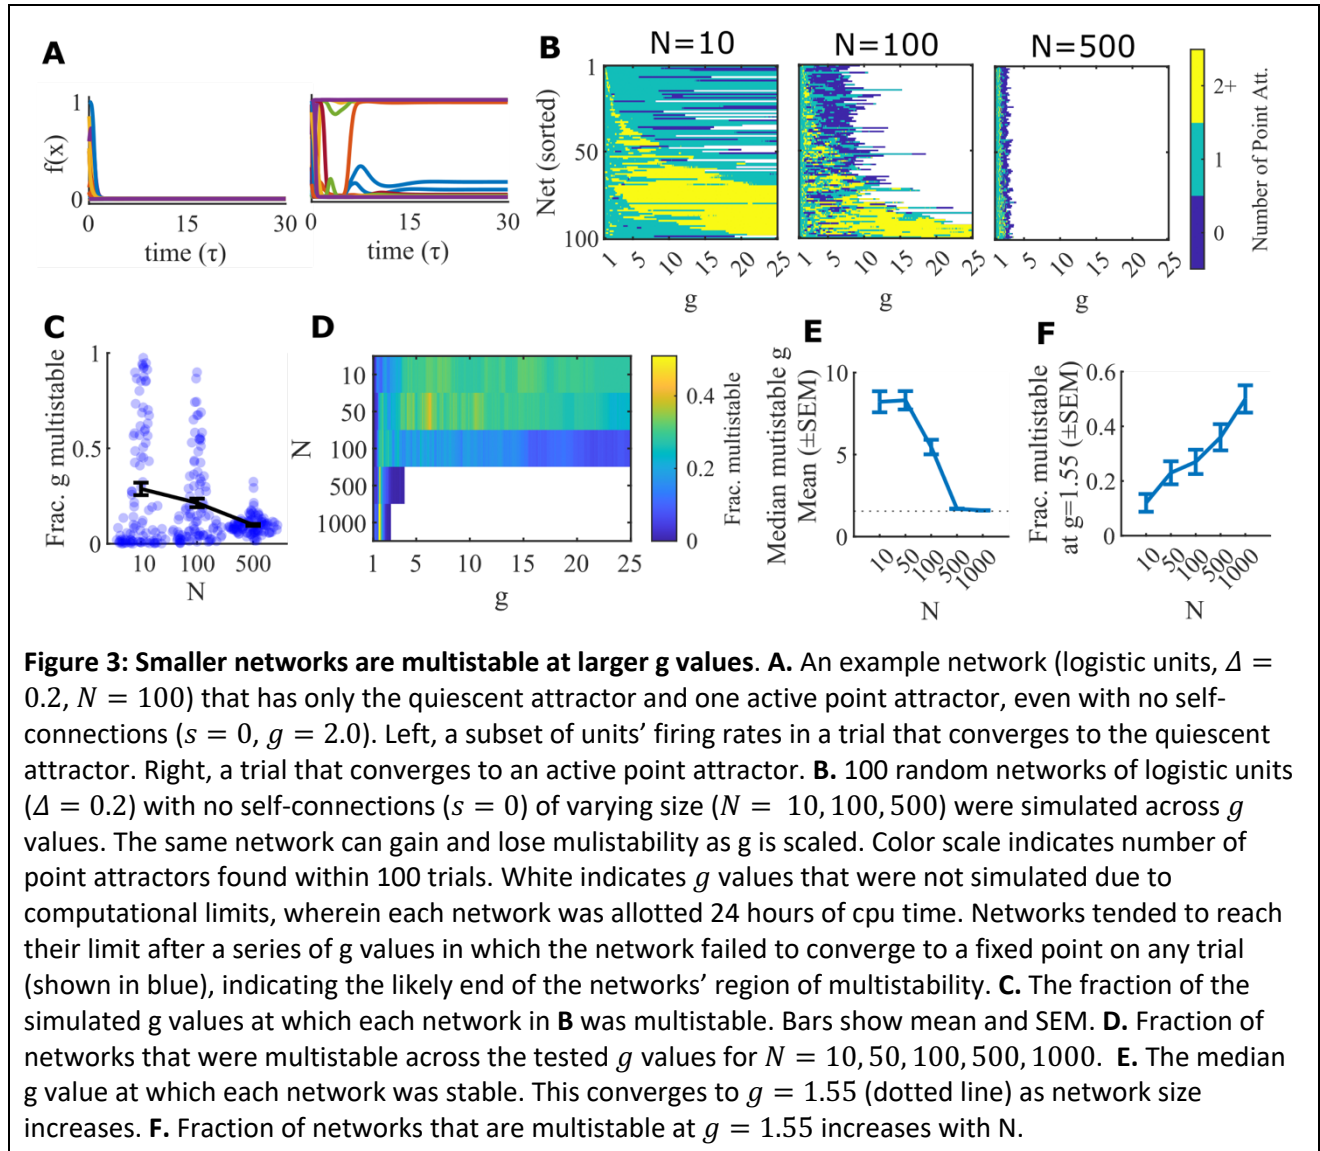 A
B
N=10
N=100
N=500
1
f(x)
0
0
15
30
time (τ)
0
15
30
time (τ)
Net (sorted)
1
50
100
1
5
10
15
20
25
g
1
5
10
15
20
25
g
1
5
10
15
20
25
g
2+
1
0
Number of Point Att.
C
Frac. g multistable
1
0.5
0
10
100
500
N
D
N
10
50
100
500
1000
1
5
10
15
20
25
g
0.4
0.2
0
Frac. multistable
E
Median mutistable g
Mean (±SEM)
10
5
0
10
50
100
500
1000
N
F
Frac. multistable
at g=1.55 (±SEM)
0.6
0.4
0.2
0
10
50
100
500
1000
N
Figure 3: Smaller networks are multistable at larger g values. A. An example network (logistic units, Δ =
0.2, N = 100) that has only the quiescent attractor and one active point attractor, even with no self-
connections (s = 0, g = 2.0). Left, a subset of units’ firing rates in a trial that converges to the quiescent
attractor. Right, a trial that converges to an active point attractor. B. 100 random networks of logistic units
(Δ = 0.2) with no self-connections (s = 0) of varying size (N = 10, 100, 500) were simulated across g
values. The same network can gain and lose mulistability as g is scaled. Color scale indicates number of
point attractors found within 100 trials. White indicates g values that were not simulated due to
computational limits, wherein each network was allotted 24 hours of cpu time. Networks tended to reach
their limit after a series of g values in which the network failed to converge to a fixed point on any trial
(shown in blue), indicating the likely end of the networks’ region of multistability. C. The fraction of the
simulated g values at which each network in B was multistable. Bars show mean and SEM. D. Fraction of
networks that were multistable across the tested g values for N = 10, 50, 100, 500, 1000. E. The median
g value at which each network was stable. This converges to g = 1.55 (dotted line) as network size
increases. F. Fraction of networks that are multistable at g = 1.55 increases with N.